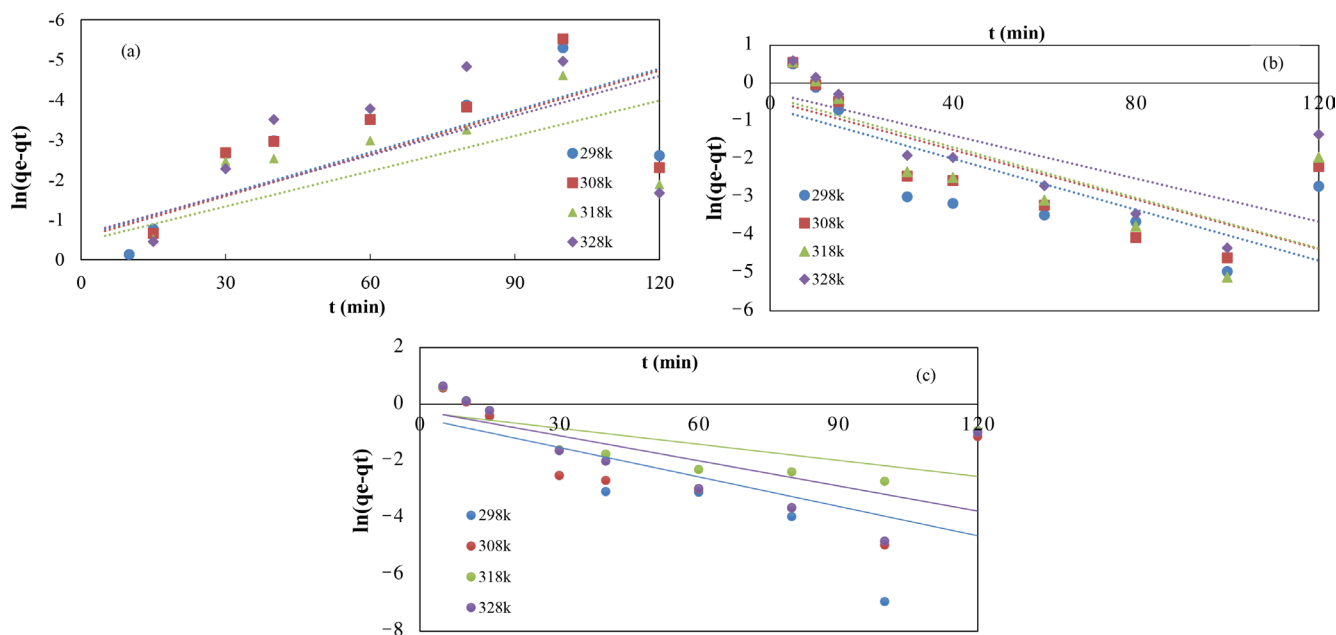 (a)
ln(qe-qt)
-6
-5
-4
-3
-2
-1
0
0 30 60 90 120
t (min)
298k
308k
318k
328k
t (min)
(b)
ln(qe-qt)
1
0
−1
−2
−3
−4
−5
−6
0 40 80 120
298k
308k
318k
328k
t (min)
(c)
ln(qe-qt)
2
0
−2
−4
−6
−8
0 30 60 90 120
298k
308k
318k
328k